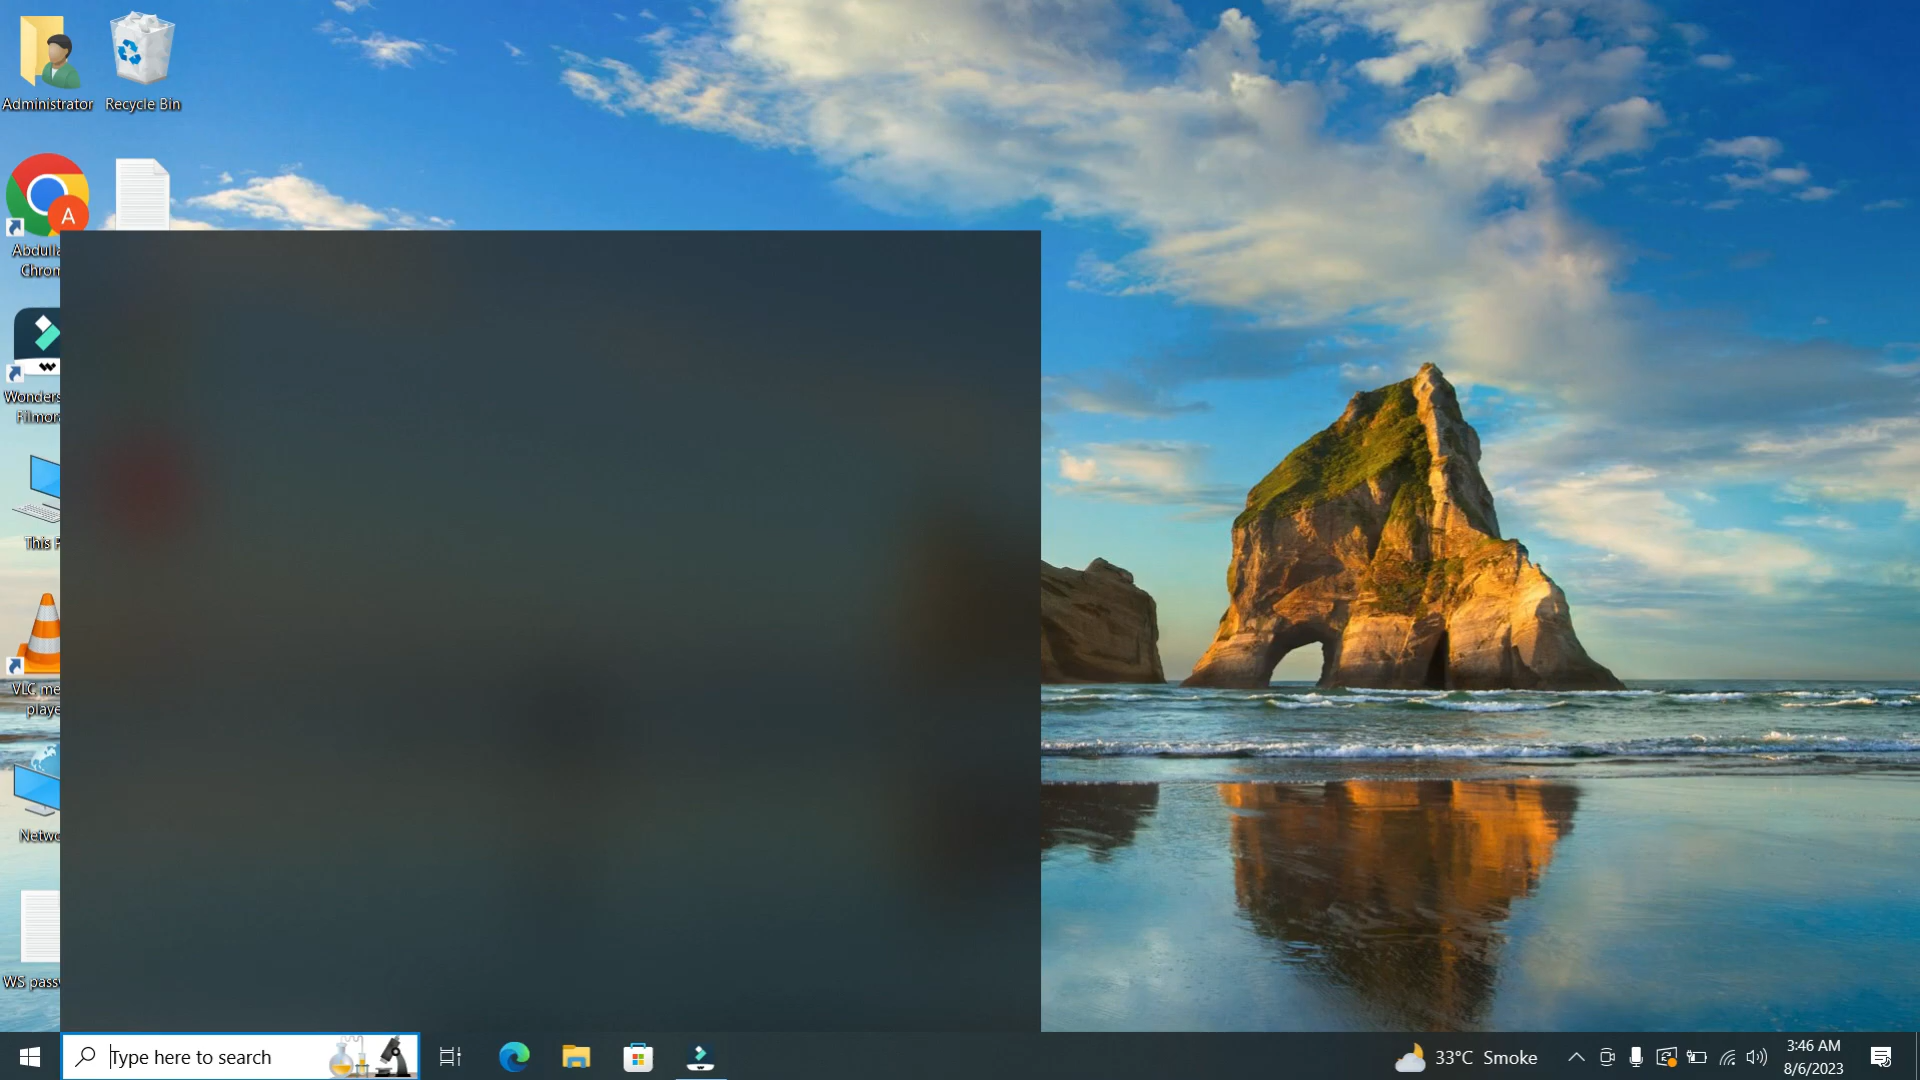 Administrator
Recycle Bin
A
Abdulla
Chrom
Wonders
Filmor
This P
VLC me
playe
Netwo
WS passw
Type here to search
33°C Smoke
3:46 AM
8/6/2023